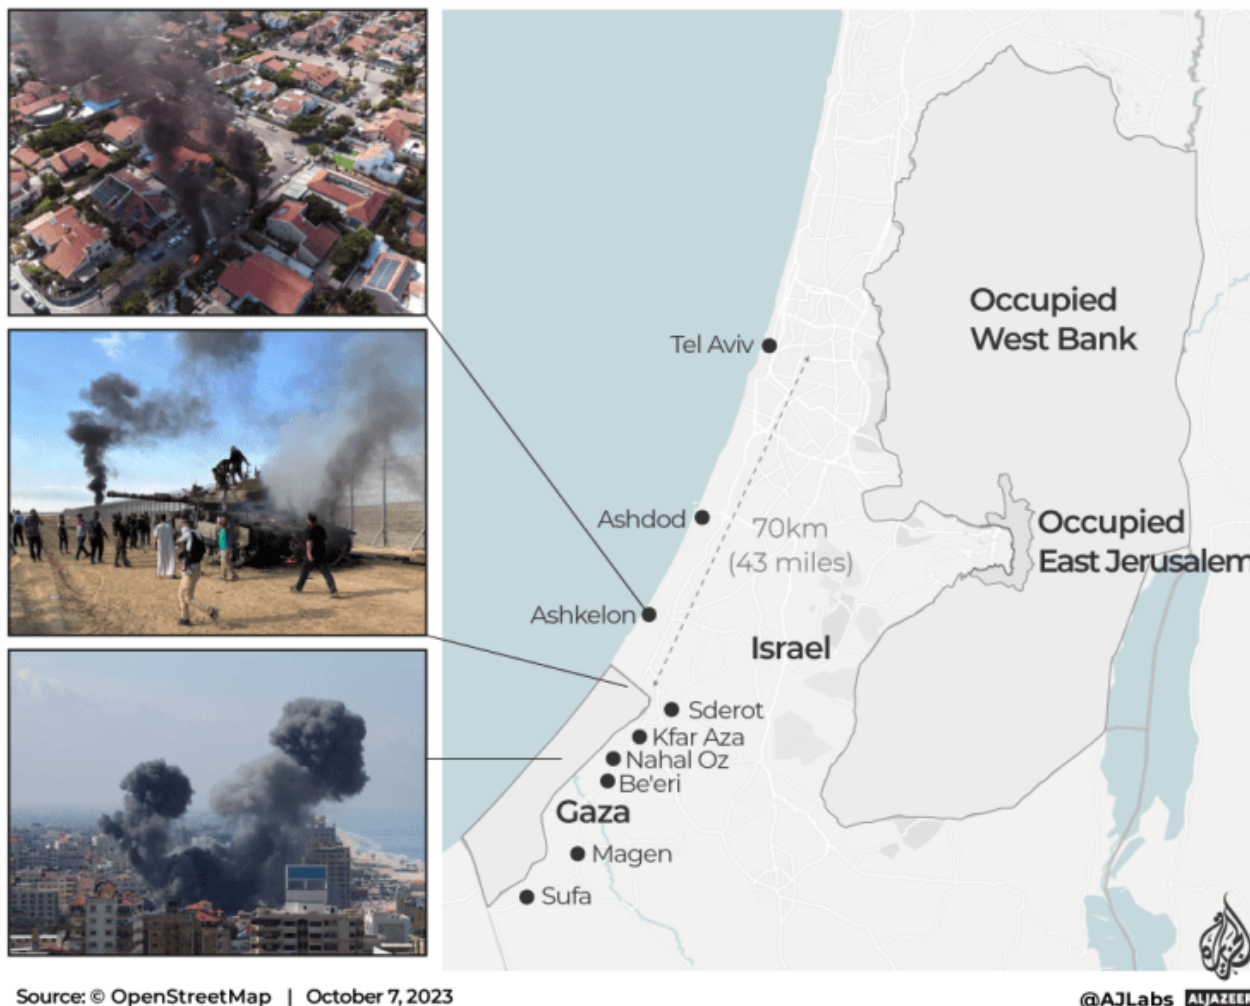 Tel Aviv
Occupied
West Bank
Ashdod
70km
(43 miles)
Occupied
East Jerusalem
Ashkelon
Israel
Sderot
Kfar Aza
Nahal Oz
Be'eri
Gaza
Magen
Sufa
Source: © OpenStreetMap | October 7, 2023
@AJLabs